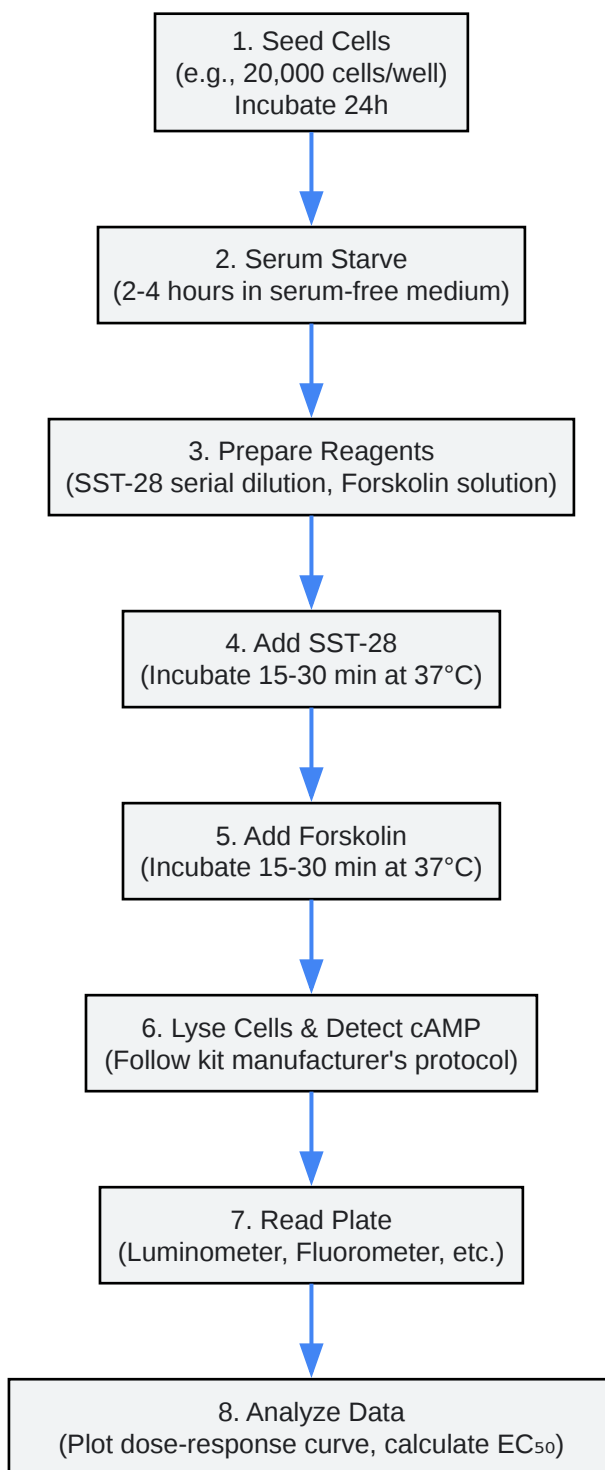 1. Seed Cells
(e.g., 20,000 cells/well)
Incubate 24h
2. Serum Starve
(2-4 hours in serum-free medium)
3. Prepare Reagents
(SST-28 serial dilution, Forskolin solution)
4. Add SST-28
(Incubate 15-30 min at 37°C)
5. Add Forskolin
(Incubate 15-30 min at 37°C)
6. Lyse Cells & Detect cAMP
(Follow kit manufacturer's protocol)
7. Read Plate
(Luminometer, Fluorometer, etc.)
8. Analyze Data
(Plot dose-response curve, calculate EC₅₀)